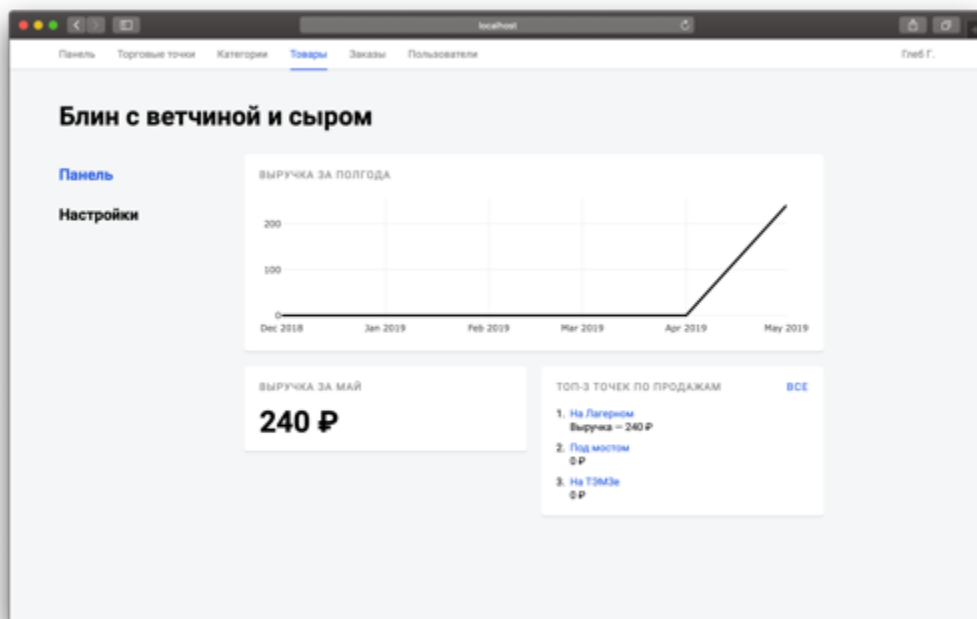 localhost
Панель Торговые точки Категории Товары Заказы Пользователи Глеб Г.
Блин с ветчиной и сыром
Панель
Настройки
ВЫРУЧКА ЗА ПОЛГОДА
200
100
0
Dec 2018 Jan 2019 Feb 2019 Mar 2019 Apr 2019 May 2019
ВЫРУЧКА ЗА МАЙ
240 ₽
ТОП-3 ТОЧЕК ПО ПРОДАЖАМ ВСЕ
1. На Лагерном
Выручка — 240 ₽
2. Под мостом
0 ₽
3. На ТЭМЗе
0 ₽